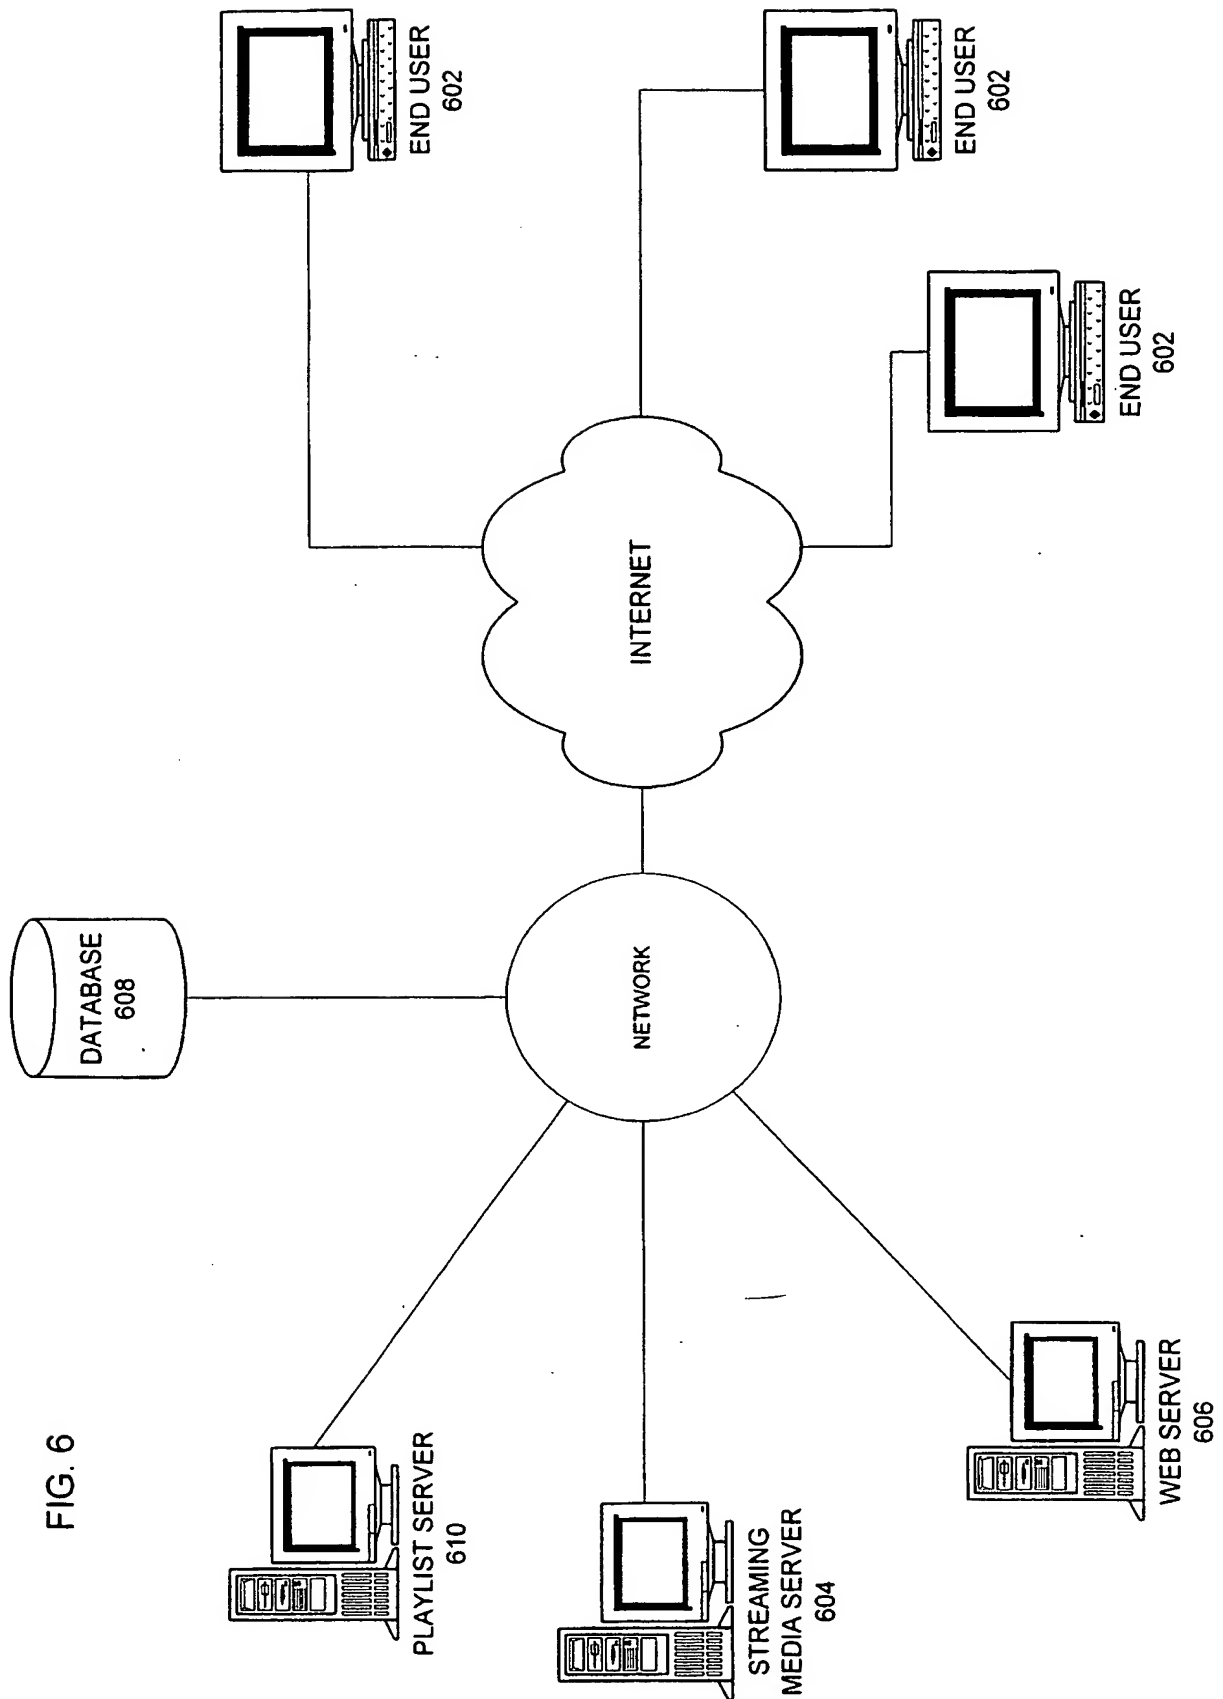 FIG. 6
DATABASE
608
PLAYLIST SERVER
610
STREAMING
MEDIA SERVER
604
WEB SERVER
606
NETWORK
INTERNET
END USER
602
END USER
602
END USER
602